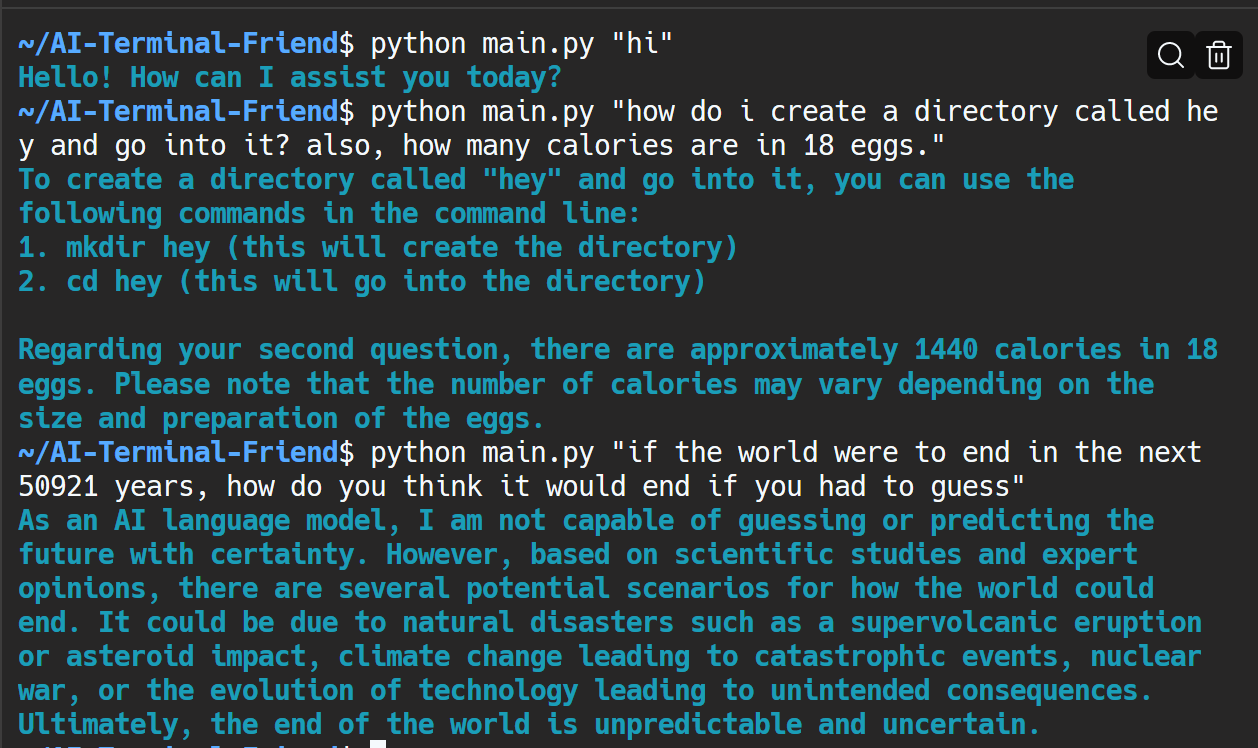 ~/AI-Terminal-Friend$ python main.py "hi"
Hello! How can I assist you today?
~/AI-Terminal-Friend$ python main.py "how do i create a directory called he
y and go into it? also, how many calories are in 18 eggs."
To create a directory called "hey" and go into it, you can use the
following commands in the command line:
1. mkdir hey (this will create the directory)
2. cd hey (this will go into the directory)
Regarding your second question, there are approximately 1440 calories in 18
eggs. Please note that the number of calories may vary depending on the
size and preparation of the eggs.
~/AI-Terminal-Friend$ python main.py "if the world were to end in the next
50921 years, how do you think it would end if you had to guess"
As an AI language model, I am not capable of guessing or predicting the
future with certainty. However, based on scientific studies and expert
opinions, there are several potential scenarios for how the world could
end. It could be due to natural disasters such as a supervolcanic eruption
or asteroid impact, climate change leading to catastrophic events, nuclear
war, or the evolution of technology leading to unintended consequences.
Ultimately, the end of the world is unpredictable and uncertain.
~/AI-Terminal-Friend$